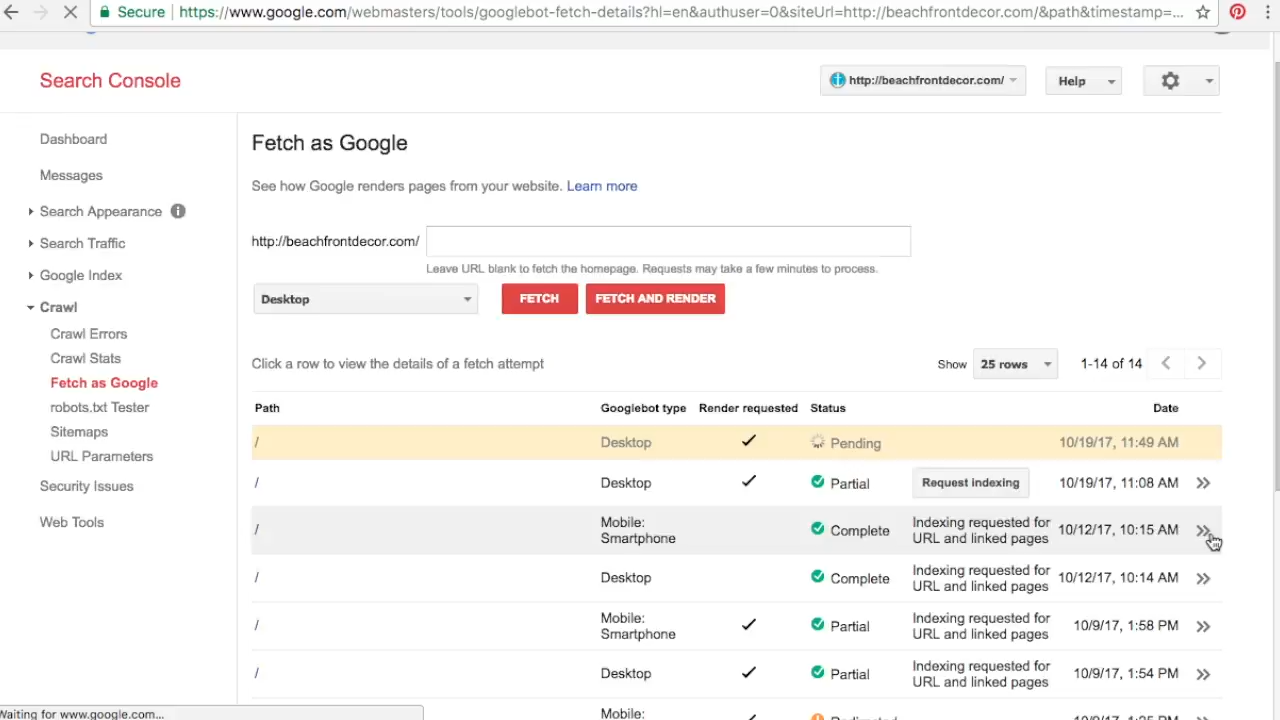 Secure
https://www.google.com/webmasters/tools/googlebot-fetch-details?hl=en&authuser=0&siteUrl=http://beachfrontdecor.com/&path&timestamp=...
Search Console
http://beachfrontdecor.com/
Help
Dashboard
Messages
Search Appearance
Search Traffic
Google Index
Crawl
Crawl Errors
Crawl Stats
Fetch as Google
robots.txt Tester
Sitemaps
URL Parameters
Security Issues
Web Tools
Fetch as Google
See how Google renders pages from your website. Learn more
http://beachfrontdecor.com/
Leave URL blank to fetch the homepage. Requests may take a few minutes to process.
Desktop
FETCH
FETCH AND RENDER
Click a row to view the details of a fetch attempt
Show 25 rows 1-14 of 14
Path Googlebot type Render requested Status Date
/ Desktop Pending 10/19/17, 11:49 AM
/ Desktop Partial Request indexing 10/19/17, 11:08 AM
/ Mobile: Smartphone Complete Indexing requested for URL and linked pages 10/12/17, 10:15 AM
/ Desktop Complete Indexing requested for URL and linked pages 10/12/17, 10:14 AM
/ Mobile: Smartphone Partial Indexing requested for URL and linked pages 10/9/17, 1:58 PM
/ Desktop Partial Indexing requested for URL and linked pages 10/9/17, 1:54 PM
Mobile: Indexing requested for
Waiting for www.google.com...